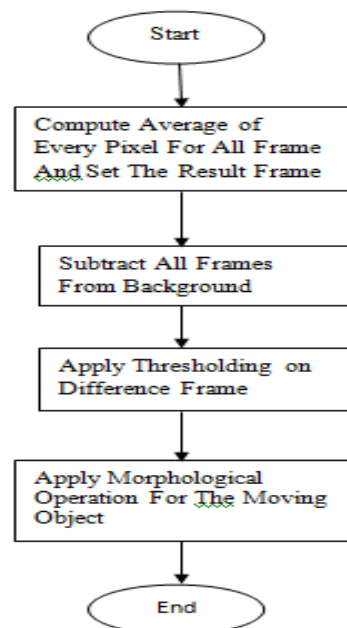 Start
Compute Average of
Every Pixel For All Frame
And Set The Result Frame
Subtract All Frames
From Background
Apply Thresholding on
Difference Frame
Apply Morphological
Operation For The Moving
Object
End